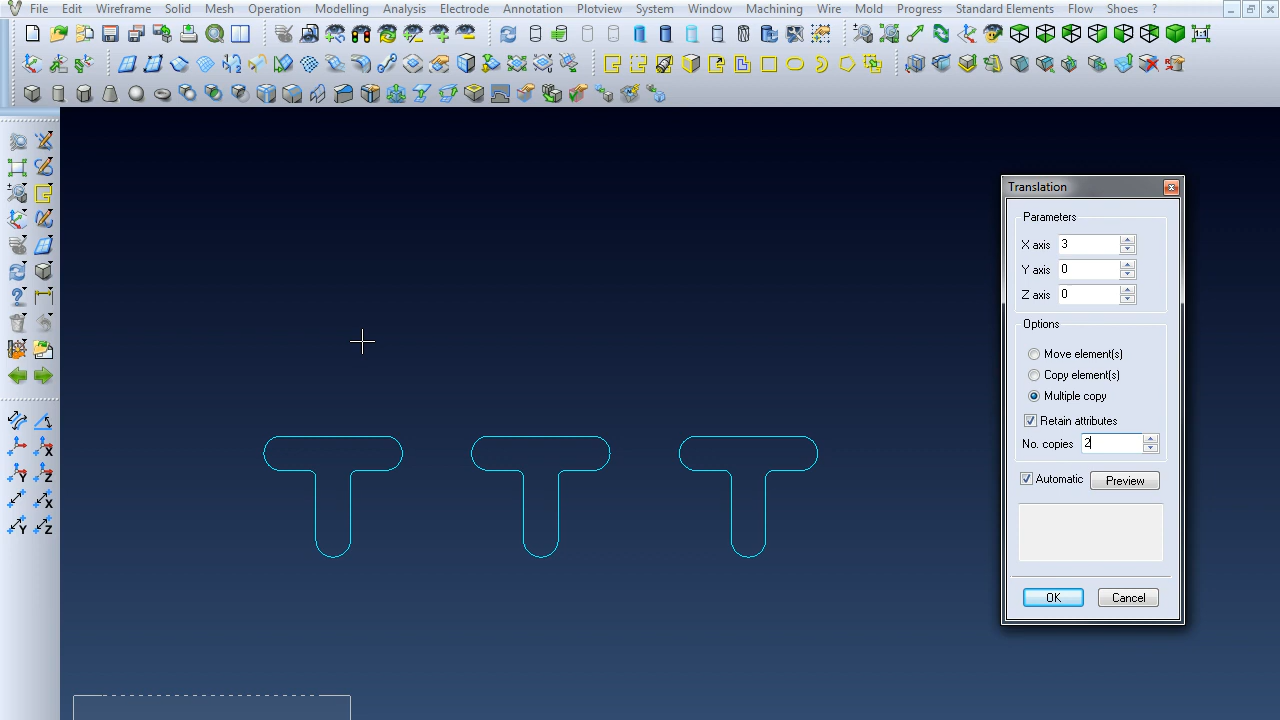 File Edit Wireframe Solid Mesh Operation Modelling Analysis Electrode Annotation Plotview System Window Machining Wire Mold Progress Standard Elements Flow Shoes ?
1:1
X
Y Z
X
Y Z
Translation
Parameters
X axis 3
Y axis 0
Z axis 0
Options
Move element(s)
Copy element(s)
Multiple copy
Retain attributes
No. copies 2
Automatic Preview
OK Cancel